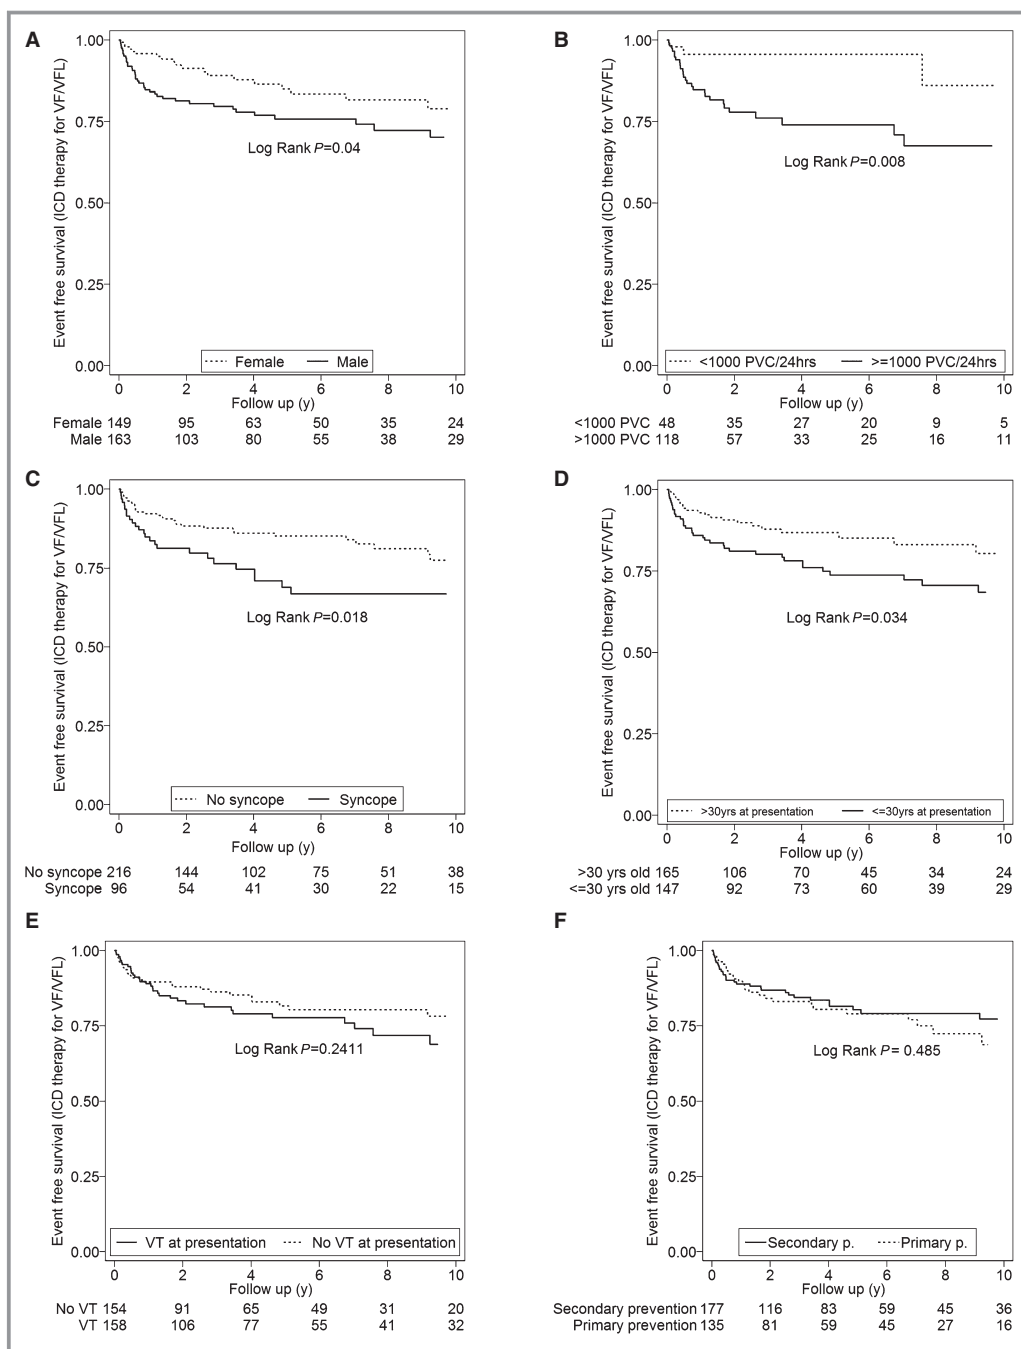 A
Event free survival (ICD therapy for VF/VFL)
1.00
0.75
0.50
0.25
0.00
Log Rank P=0.04
Female Male
0 2 4 6 8 10
Follow up (y)
Female 149 95 63 50 35 24
Male 163 103 80 55 38 29
B
Event free survival (ICD therapy for VF/VFL)
1.00
0.75
0.50
0.25
0.00
Log Rank P=0.008
<1000 PVC/24hrs >=1000 PVC/24hrs
0 2 4 6 8 10
Follow up (y)
<1000 PVC 48 35 27 20 9 5
>1000 PVC 118 57 33 25 16 11
C
Event free survival (ICD therapy for VF/VFL)
1.00
0.75
0.50
0.25
0.00
Log Rank P=0.018
No syncope Syncope
0 2 4 6 8 10
Follow up (y)
No syncope 216 144 102 75 51 38
Syncope 96 54 41 30 22 15
D
Event free survival (ICD therapy for VF/VFL)
1.00
0.75
0.50
0.25
0.00
Log Rank P=0.034
>30yrs at presentation <=30yrs at presentation
0 2 4 6 8 10
Follow up (y)
>30 yrs old 165 106 70 45 34 24
<=30 yrs old 147 92 73 60 39 29
E
Event free survival (ICD therapy for VF/VFL)
1.00
0.75
0.50
0.25
0.00
Log Rank P=0.2411
VT at presentation No VT at presentation
0 2 4 6 8 10
Follow up (y)
No VT 154 91 65 49 31 20
VT 158 106 77 55 41 32
F
Event free survival (ICD therapy for VF/VFL)
1.00
0.75
0.50
0.25
0.00
Log Rank P= 0.485
Secondary p. Primary p.
0 2 4 6 8 10
Follow up (y)
Secondary prevention 177 116 83 59 45 36
Primary prevention 135 81 59 45 27 16